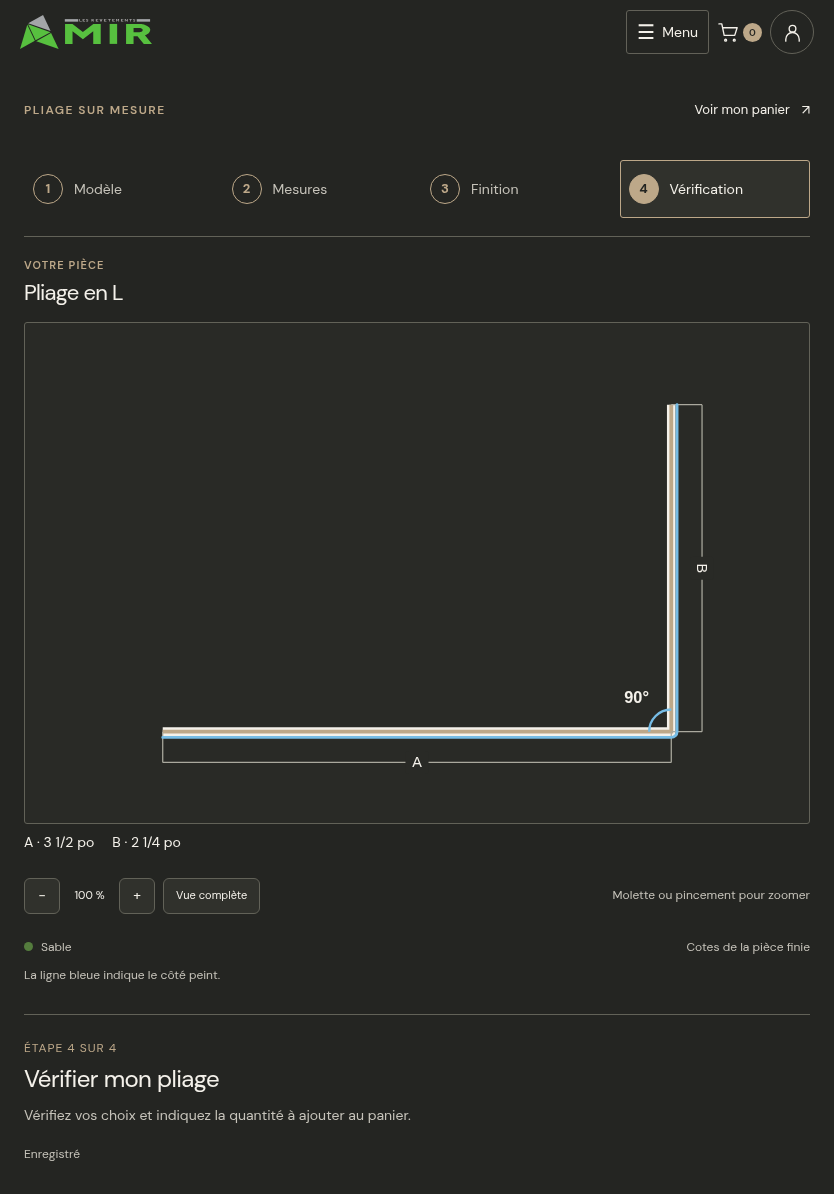 LES REVÊTEMENTS
AMIR
Menu
0
PLIAGE SUR MESURE
Voir mon panier
1 Modèle
2 Mesures
3 Finition
4 Vérification
VOTRE PIÈCE
Pliage en L
B
90°
A
A · 3 1/2 po B · 2 1/4 po
− 100 % + Vue complète
Molette ou pincement pour zoomer
Sable
Cotes de la pièce finie
La ligne bleue indique le côté peint.
ÉTAPE 4 SUR 4
Vérifier mon pliage
Vérifiez vos choix et indiquez la quantité à ajouter au panier.
Enregistré